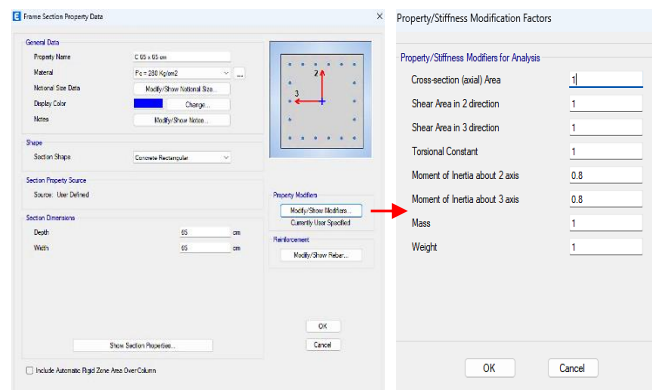 Frame Section Property Data
General Data
Property Name C 65 x 65 cm
Material F'c = 280 Kg/cm2 ...
Notional Size Data Modify/Show Notional Size...
Display Color Change...
Notes Modify/Show Notes...
Shape
Section Shape Concrete Rectangular
Section Property Source
Source: User Defined
Section Dimensions
Depth 65 cm
Width 65 cm
Show Section Properties...
Include Automatic Rigid Zone Area Over Column
2
3
Property Modifiers
Modify/Show Modifiers...
Currently User Specified
Reinforcement
Modify/Show Rebar...
OK
Cancel
Property/Stiffness Modification Factors
Property/Stiffness Modifiers for Analysis
Cross-section (axial) Area 1
Shear Area in 2 direction 1
Shear Area in 3 direction 1
Torsional Constant 1
Moment of Inertia about 2 axis 0.8
Moment of Inertia about 3 axis 0.8
Mass 1
Weight 1
OK Cancel